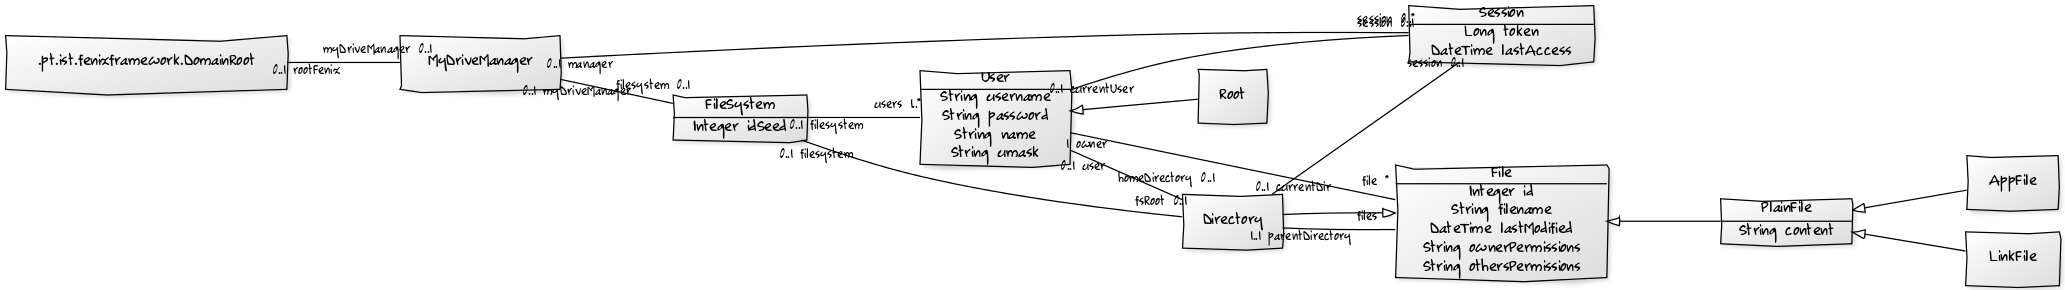 .pt.ist.fenixframework.DomainRoot
myDriveManager 0..1
0..1 rootFenix
MyDriveManager
0..1 manager
filesystem 0..1
0..1 myDriveManager
FileSystem
Integer idSeed
0..1 filesystem
0..1 filesystem
users 1..*
User
String username
String password
String name
String umask
0..1 currentUser
1 owner
0..1 user
homeDirectory 0..1
fsRoot 0..1
Root
session 0..*
session 0..1
Session
Long token
DateTime lastAccess
session 0..1
0..1 currentDir
Directory
file *
files
1..1 parentDirectory
File
Integer id
String filename
DateTime lastModified
String ownerPermissions
String othersPermissions
PlainFile
String content
AppFile
LinkFile